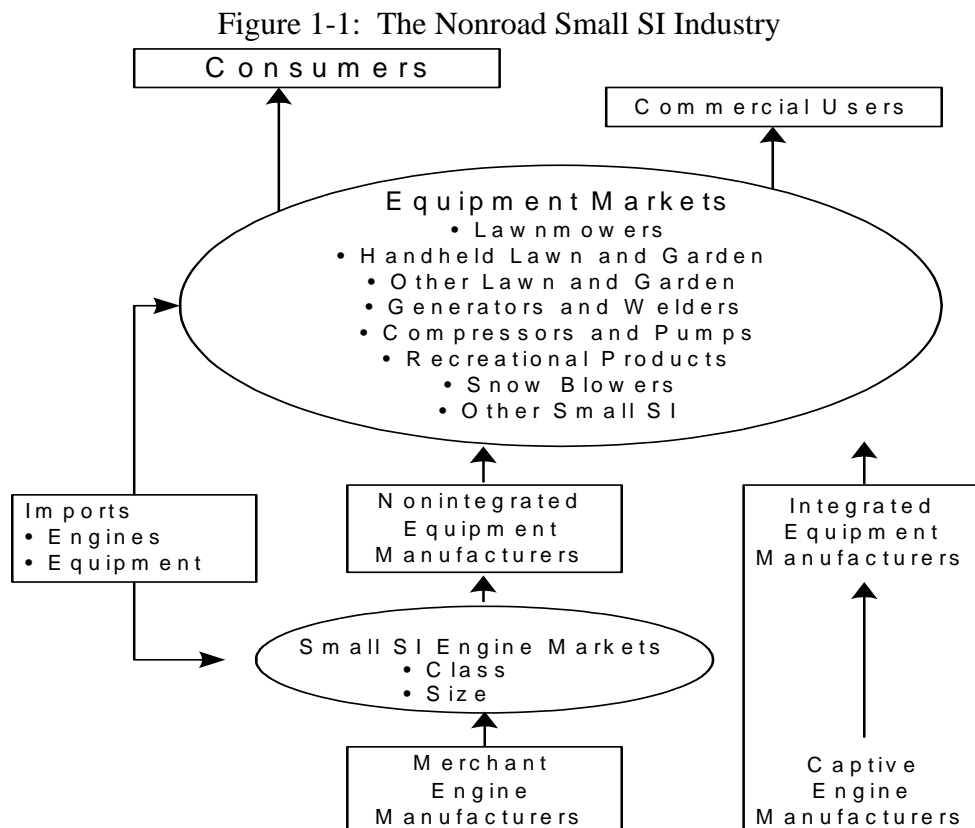 Figure 1-1: The Nonroad Small SI Industry
Consumers
Commercial Users
Equipment Markets
• Lawnmowers
• Handheld Lawn and Garden
• Other Lawn and Garden
• Generators and Welders
• Compressors and Pumps
• Recreational Products
• Snow Blowers
• Other Small SI
Imports
• Engines
• Equipment
Nonintegrated
Equipment
Manufacturers
Integrated
Equipment
Manufacturers
Small SI Engine Markets
• Class
• Size
Merchant
Engine
Manufacturers
Captive
Engine
Manufacturers